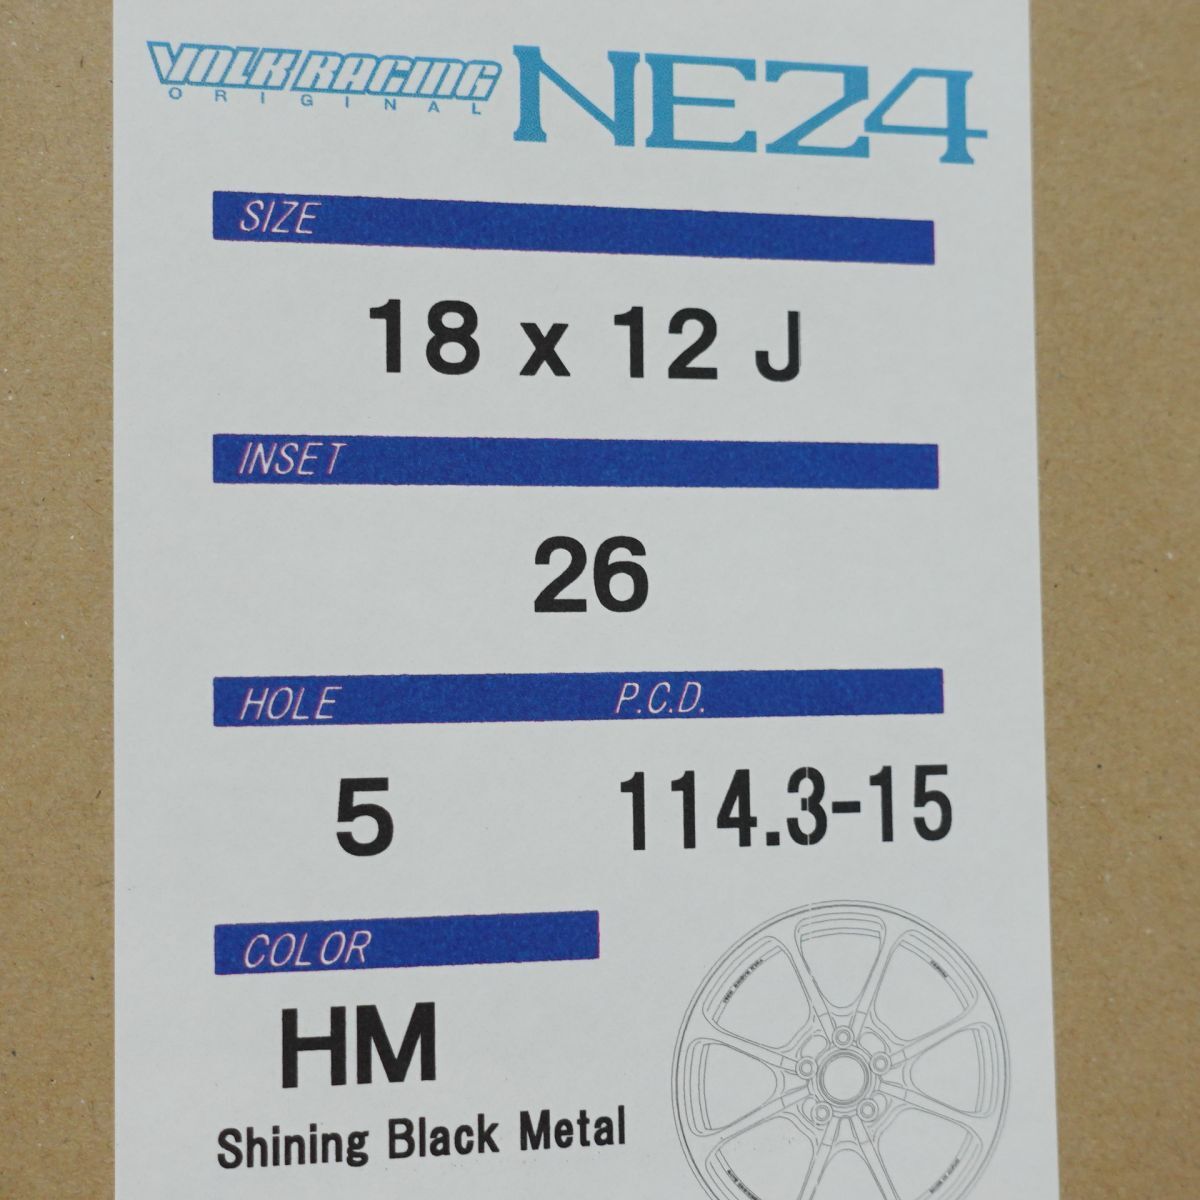 VOLK RACING
ORIGINAL
NE24
SIZE
18 x 12 J
INSET
26
HOLE P.C.D.
5 114.3-15
COLOR
HM
Shining Black Metal